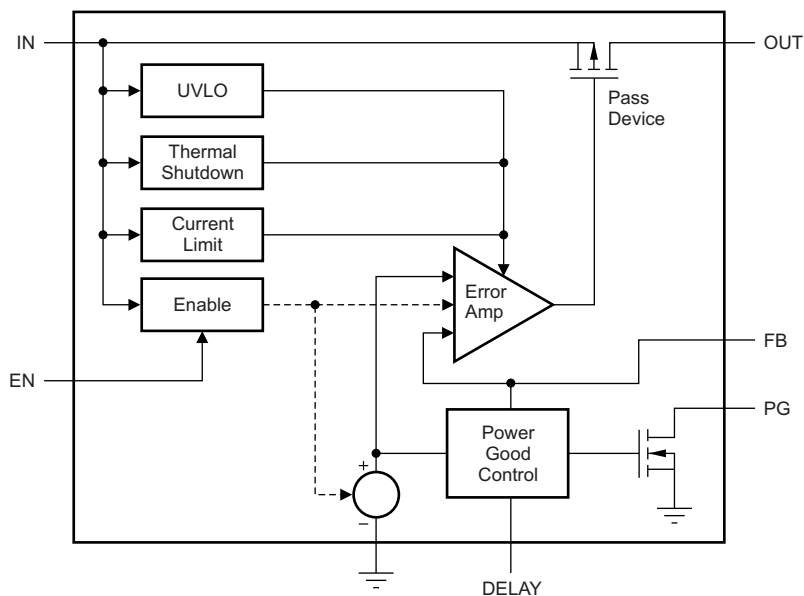 IN
OUT
UVLO
Pass
Device
Thermal
Shutdown
Current
Limit
Error
Amp
Enable
FB
EN
PG
Power
Good
Control
+
−
DELAY